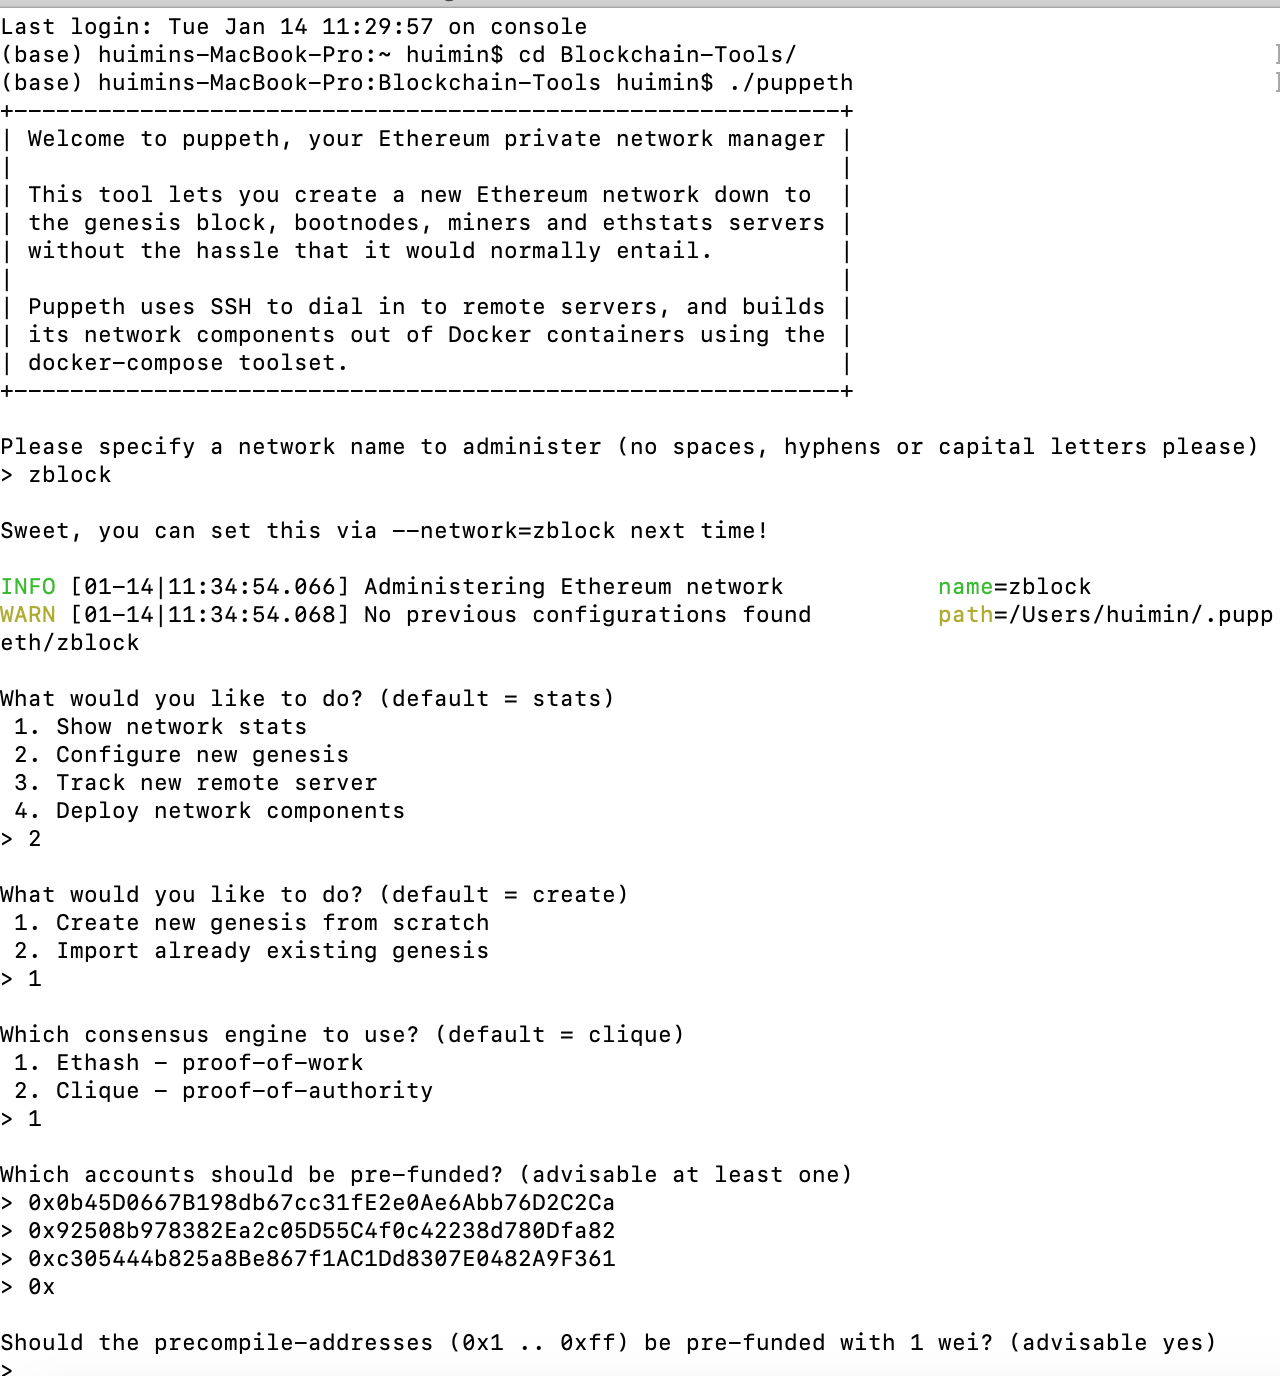 Last login: Tue Jan 14 11:29:57 on console
(base) huimins-MacBook-Pro:~ huimin$ cd Blockchain-Tools/
(base) huimins-MacBook-Pro:Blockchain-Tools huimin$ ./puppeth
+-----------------------------------------------------------+
| Welcome to puppeth, your Ethereum private network manager |
|                                                           |
| This tool lets you create a new Ethereum network down to  |
| the genesis block, bootnodes, miners and ethstats servers |
| without the hassle that it would normally entail.         |
|                                                           |
| Puppeth uses SSH to dial in to remote servers, and builds |
| its network components out of Docker containers using the |
| docker-compose toolset.                                   |
+-----------------------------------------------------------+
Please specify a network name to administer (no spaces, hyphens or capital letters please)
> zblock
Sweet, you can set this via --network=zblock next time!
INFO [01-14|11:34:54.066] Administering Ethereum network           name=zblock
WARN [01-14|11:34:54.068] No previous configurations found         path=/Users/huimin/.pupp
eth/zblock
What would you like to do? (default = stats)
 1. Show network stats
 2. Configure new genesis
 3. Track new remote server
 4. Deploy network components
> 2
What would you like to do? (default = create)
 1. Create new genesis from scratch
 2. Import already existing genesis
> 1
Which consensus engine to use? (default = clique)
 1. Ethash - proof-of-work
 2. Clique - proof-of-authority
> 1
Which accounts should be pre-funded? (advisable at least one)
> 0x0b45D0667B198db67cc31fE2e0Ae6Abb76D2C2Ca
> 0x92508b978382Ea2c05D55C4f0c42238d780Dfa82
> 0xc305444b825a8Be867f1AC1Dd8307E0482A9F361
> 0x
Should the precompile-addresses (0x1 .. 0xff) be pre-funded with 1 wei? (advisable yes)
>